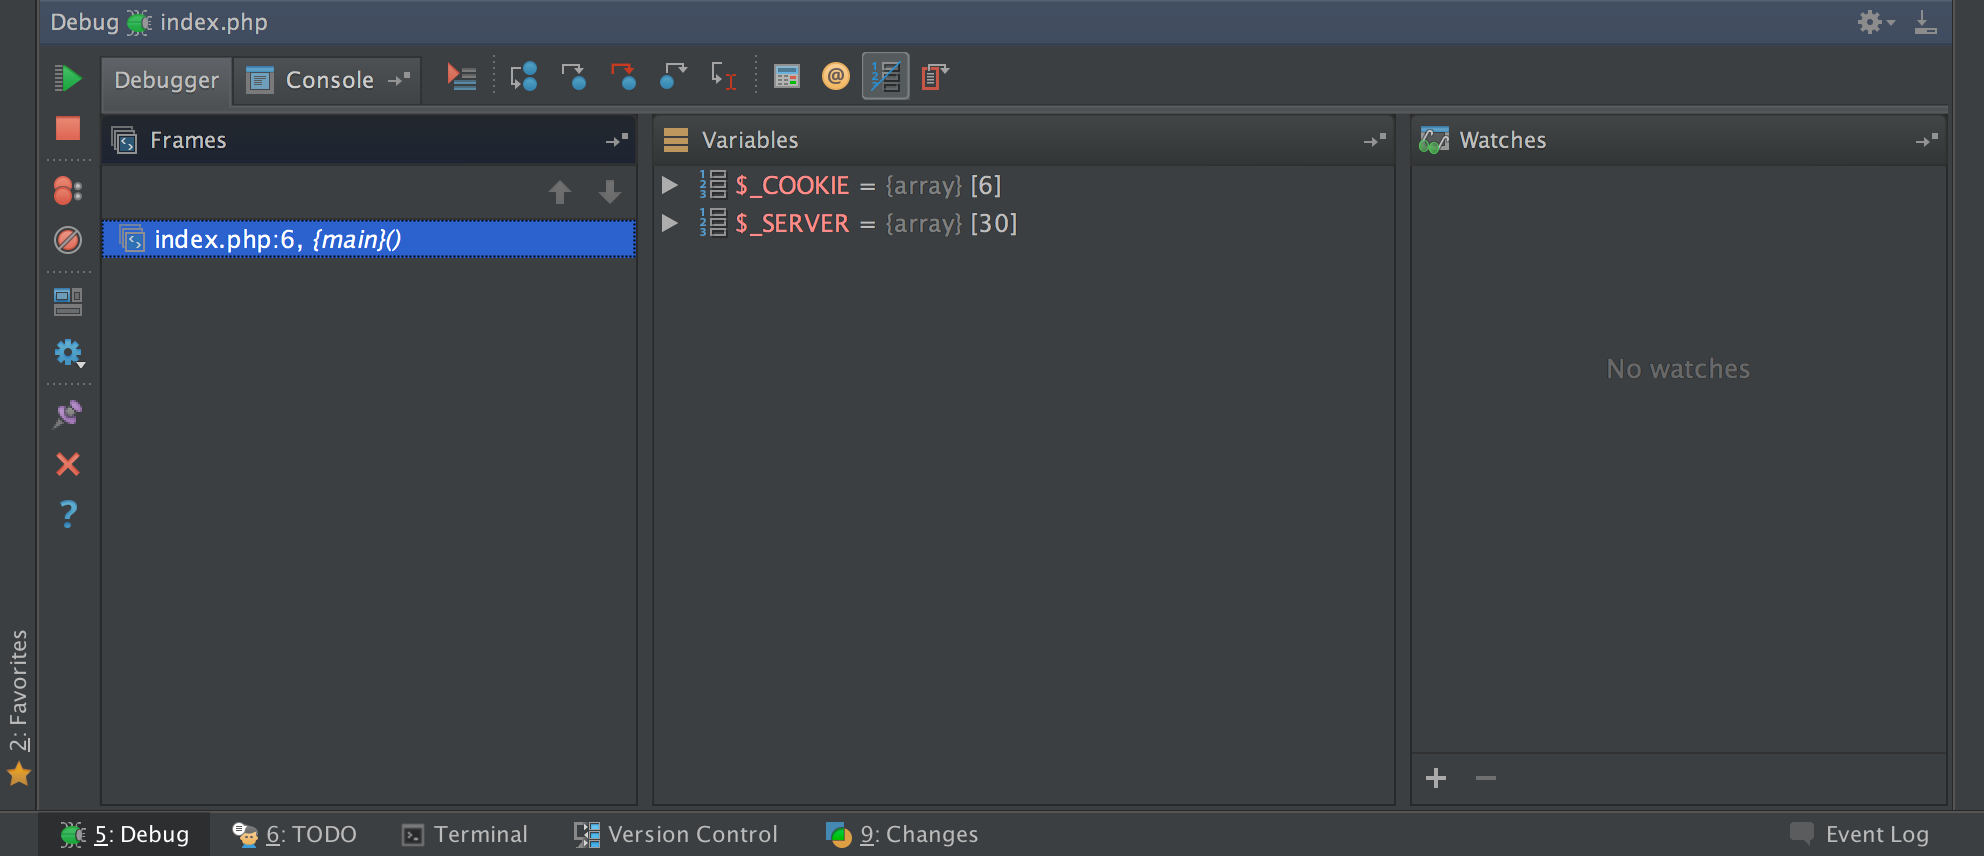 Debug index.php
Debugger Console
Frames
Variables
Watches
index.php:6, {main}()
$_COOKIE = {array} [6]
$_SERVER = {array} [30]
No watches
2: Favorites
5: Debug 6: TODO Terminal Version Control 9: Changes Event Log